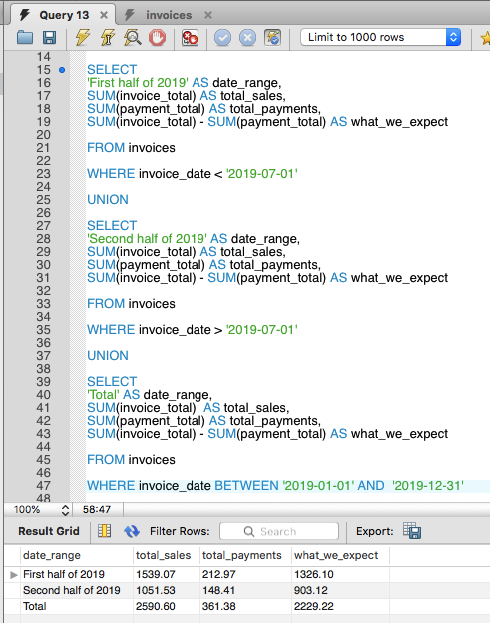 Query 13 invoices
Limit to 1000 rows
14
15 SELECT
16 'First half of 2019' AS date_range,
17 SUM(invoice_total) AS total_sales,
18 SUM(payment_total) AS total_payments,
19 SUM(invoice_total) - SUM(payment_total) AS what_we_expect
20
21 FROM invoices
22
23 WHERE invoice_date < '2019-07-01'
24
25 UNION
26
27 SELECT
28 'Second half of 2019' AS date_range,
29 SUM(invoice_total) AS total_sales,
30 SUM(payment_total) AS total_payments,
31 SUM(invoice_total) - SUM(payment_total) AS what_we_expect
32
33 FROM invoices
34
35 WHERE invoice_date > '2019-07-01'
36
37 UNION
38
39 SELECT
40 'Total' AS date_range,
41 SUM(invoice_total)  AS total_sales,
42 SUM(payment_total) AS total_payments,
43 SUM(invoice_total) - SUM(payment_total) AS what_we_expect
44
45 FROM invoices
46
47 WHERE invoice_date BETWEEN '2019-01-01' AND  '2019-12-31'
48
100% 58:47
Result Grid Filter Rows: Search Export:
date_range total_sales total_payments what_we_expect
First half of 2019 1539.07 212.97 1326.10
Second half of 2019 1051.53 148.41 903.12
Total 2590.60 361.38 2229.22